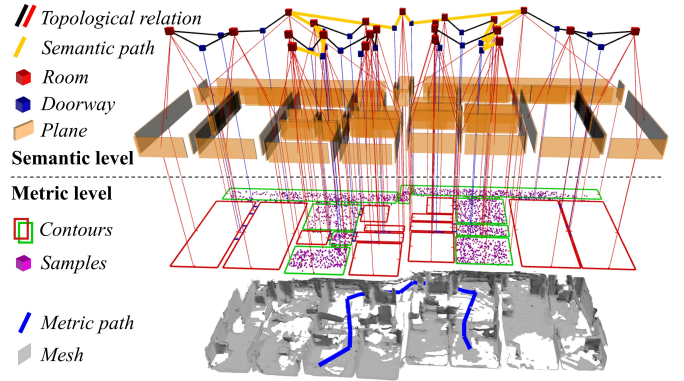 Topological relation
Semantic path
Room
Doorway
Plane
Semantic level
Metric level
Contours
Samples
Metric path
Mesh